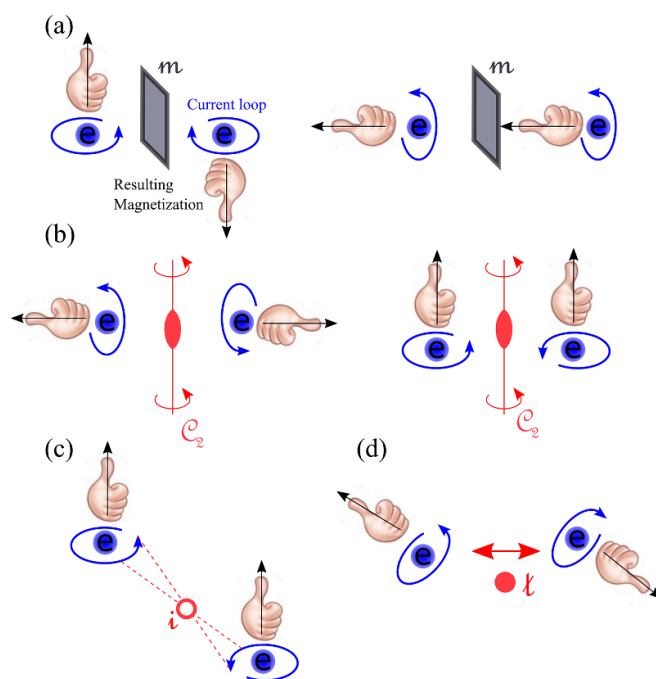 (a)
m
m
e
Current loop
e
e
e
Resulting
Magnetization
(b)
e
e
e
e
C₂
C₂
(c)
(d)
e
e
e
i
t
e